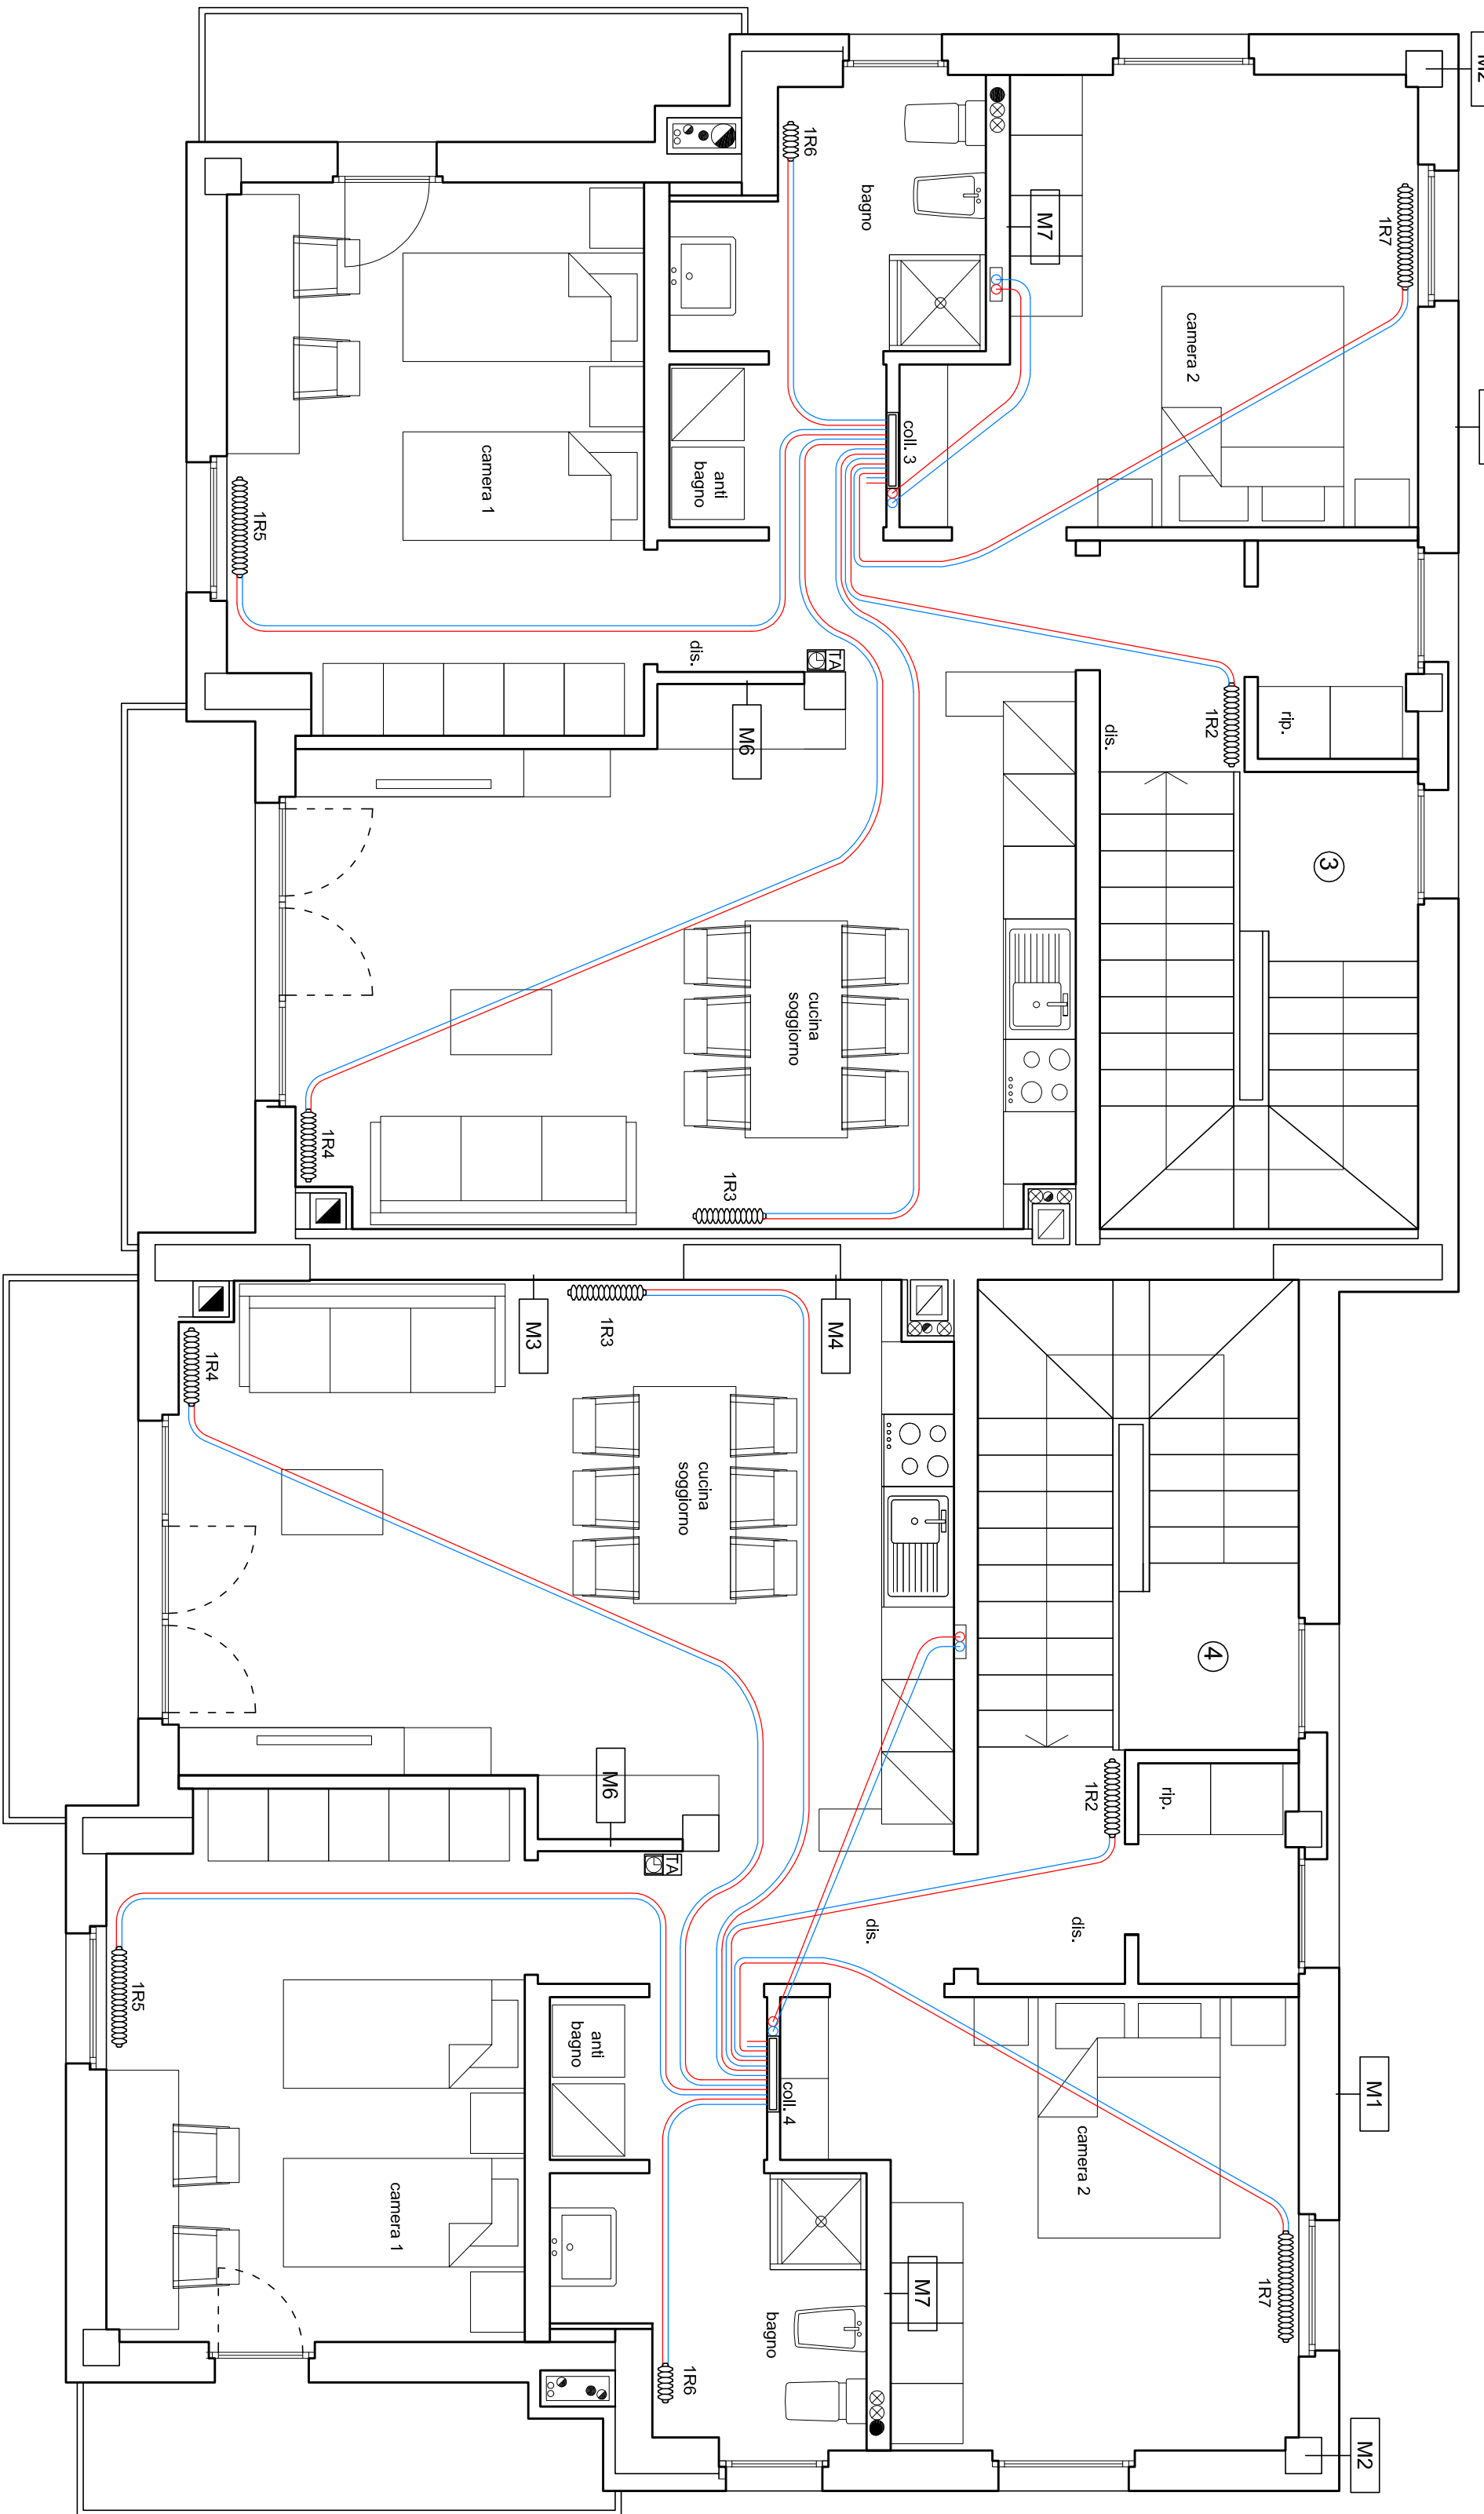 M2
1R6
bagno
M7
1R7
camera 2
coll. 3
camera 1
anti
bagno
1R5
dis.
TA
M6
dis.
1R2
rip.
3
cucina
soggiorno
1R4
1R3
M3
M4
1R3
1R4
cucina
soggiorno
4
M6
TA
1R2
rip.
dis.
dis.
1R5
anti
bagno
coll. 4
M1
camera 2
camera 1
M7
1R7
bagno
1R6
M2